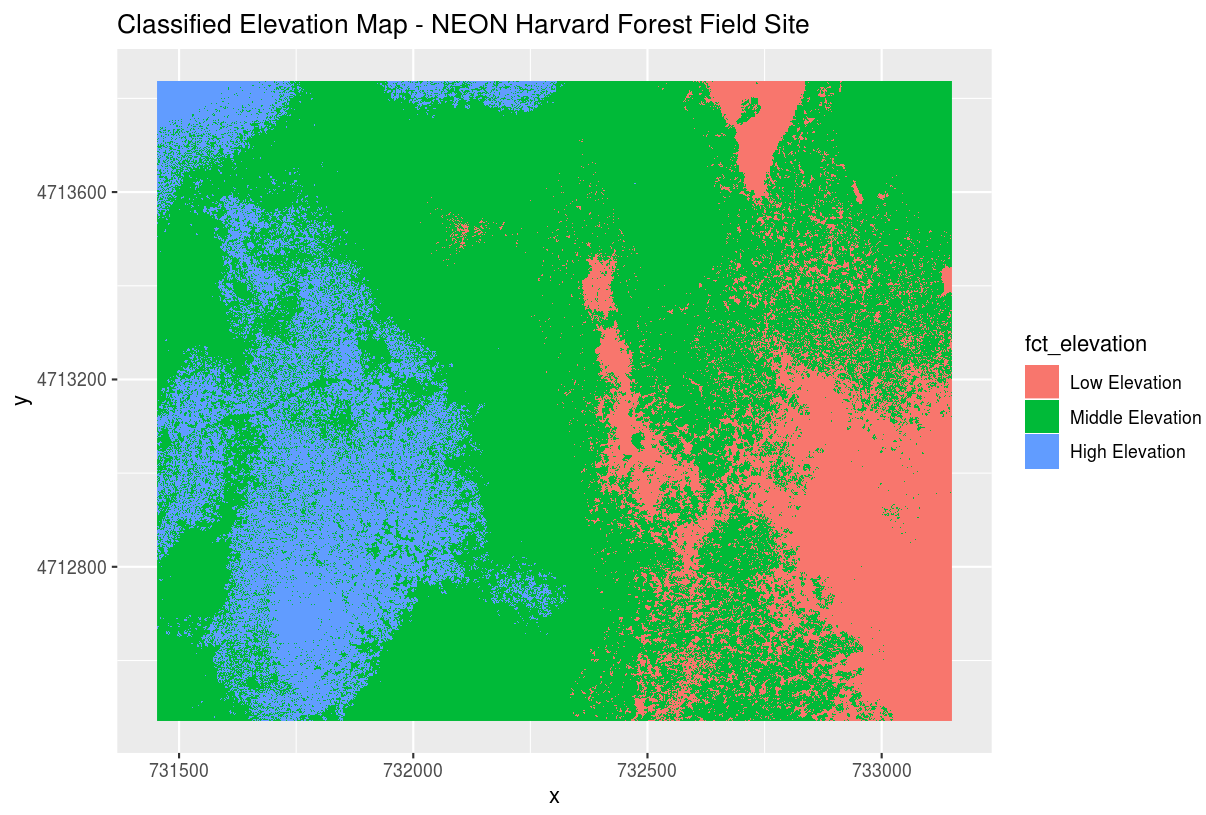 Classified Elevation Map - NEON Harvard Forest Field Site
4713600
4713200
4712800
y
731500
732000
732500
733000
x
fct_elevation
Low Elevation
Middle Elevation
High Elevation